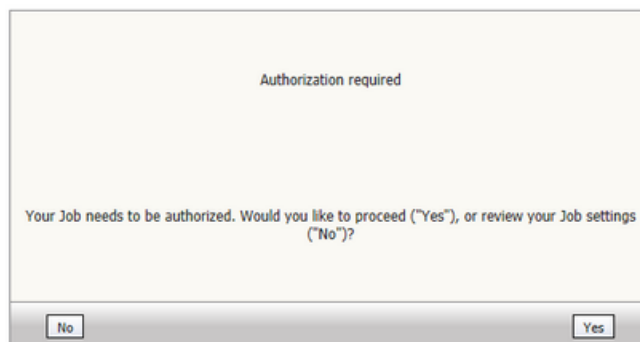 Authorization required
Your Job needs to be authorized. Would you like to proceed ("Yes"), or review your Job settings
("No")?
No
Yes